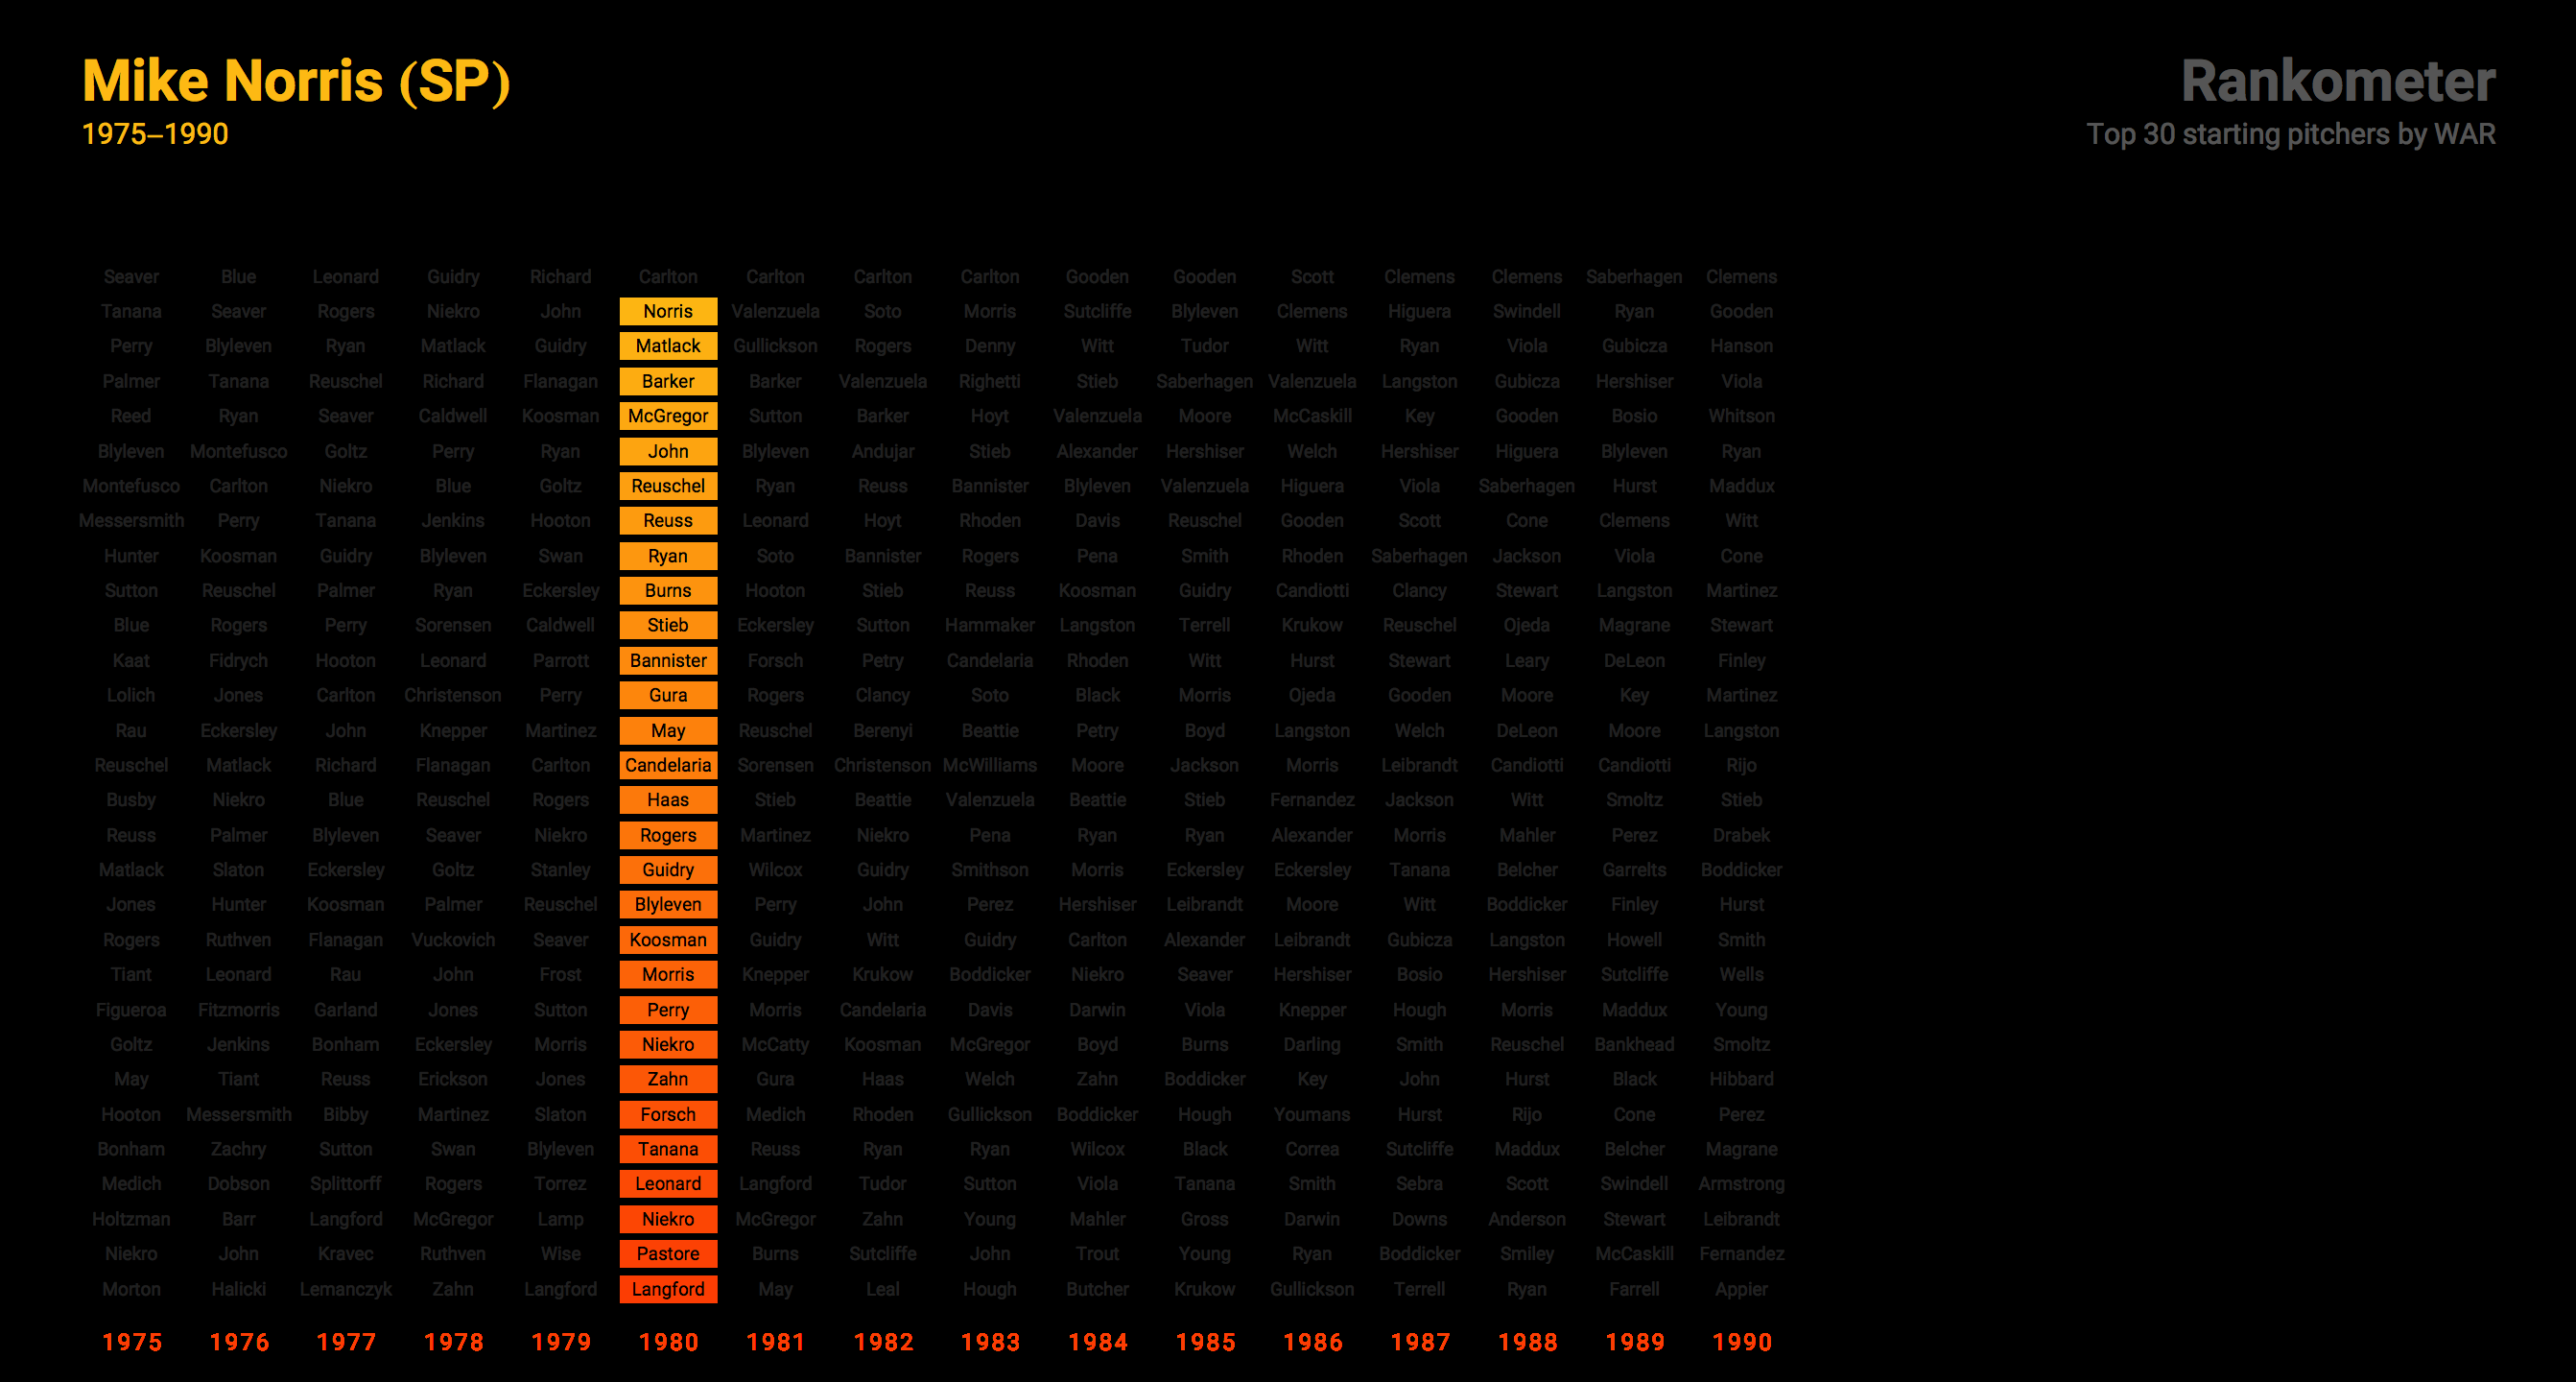 Mike Norris (SP)
1975–1990
Rankometer
Top 30 starting pitchers by WAR
Seaver Blue Leonard Guidry Richard Carlton Carlton Carlton Carlton Gooden Gooden Scott Clemens Clemens Saberhagen Clemens
Tanana Seaver Rogers Niekro John Norris Valenzuela Soto Morris Sutcliffe Blyleven Clemens Higuera Swindell Ryan Gooden
Perry Blyleven Ryan Matlack Guidry Matlack Gullickson Rogers Denny Witt Tudor Witt Ryan Viola Gubicza Hanson
Palmer Tanana Reuschel Richard Flanagan Barker Barker Valenzuela Righetti Stieb Saberhagen Valenzuela Langston Gubicza Hershiser Viola
Reed Ryan Seaver Caldwell Koosman McGregor Sutton Barker Hoyt Valenzuela Moore McCaskill Key Gooden Bosio Whitson
Blyleven Montefusco Goltz Perry Ryan John Blyleven Andujar Stieb Alexander Hershiser Welch Hershiser Higuera Blyleven Ryan
Montefusco Carlton Niekro Blue Goltz Reuschel Ryan Reuss Bannister Blyleven Valenzuela Higuera Viola Saberhagen Hurst Maddux
Messersmith Perry Tanana Jenkins Hooton Reuss Leonard Hoyt Rhoden Davis Reuschel Gooden Scott Cone Clemens Witt
Hunter Koosman Guidry Blyleven Swan Ryan Soto Bannister Rogers Pena Smith Rhoden Saberhagen Jackson Viola Cone
Sutton Reuschel Palmer Ryan Eckersley Burns Hooton Stieb Reuss Koosman Guidry Candiotti Clancy Stewart Langston Martinez
Blue Rogers Perry Sorensen Caldwell Stieb Eckersley Sutton Hammaker Langston Terrell Krukow Reuschel Ojeda Magrane Stewart
Kaat Fidrych Hooton Leonard Parrott Bannister Forsch Petry Candelaria Rhoden Witt Hurst Stewart Leary DeLeon Finley
Lolich Jones Carlton Christenson Perry Gura Rogers Clancy Soto Black Morris Ojeda Gooden Moore Key Martinez
Rau Eckersley John Knepper Martinez May Reuschel Berenyi Beattie Petry Boyd Langston Welch DeLeon Moore Langston
Reuschel Matlack Richard Flanagan Carlton Candelaria Sorensen Christenson McWilliams Moore Jackson Morris Leibrandt Candiotti Candiotti Rijo
Busby Niekro Blue Reuschel Rogers Haas Stieb Beattie Valenzuela Beattie Stieb Fernandez Jackson Witt Smoltz Stieb
Reuss Palmer Blyleven Seaver Niekro Rogers Martinez Niekro Pena Ryan Ryan Alexander Morris Mahler Perez Drabek
Matlack Slaton Eckersley Goltz Stanley Guidry Wilcox Guidry Smithson Morris Eckersley Eckersley Tanana Belcher Garrelts Boddicker
Jones Hunter Koosman Palmer Reuschel Blyleven Perry John Perez Hershiser Leibrandt Moore Witt Boddicker Finley Hurst
Rogers Ruthven Flanagan Vuckovich Seaver Koosman Guidry Witt Guidry Carlton Alexander Leibrandt Gubicza Langston Howell Smith
Tiant Leonard Rau John Frost Morris Knepper Krukow Boddicker Niekro Seaver Hershiser Bosio Hershiser Sutcliffe Wells
Figueroa Fitzmorris Garland Jones Sutton Perry Morris Candelaria Davis Darwin Viola Knepper Hough Morris Maddux Young
Goltz Jenkins Bonham Eckersley Morris Niekro McCatty Koosman McGregor Boyd Burns Darling Smith Reuschel Bankhead Smoltz
May Tiant Reuss Erickson Jones Zahn Gura Haas Welch Zahn Boddicker Key John Hurst Black Hibbard
Hooton Messersmith Bibby Martinez Slaton Forsch Medich Rhoden Gullickson Boddicker Hough Youmans Hurst Rijo Cone Perez
Bonham Zachry Sutton Swan Blyleven Tanana Reuss Ryan Ryan Wilcox Black Correa Sutcliffe Maddux Belcher Magrane
Medich Dobson Splittorff Rogers Torrez Leonard Langford Tudor Sutton Viola Tanana Smith Sebra Scott Swindell Armstrong
Holtzman Barr Langford McGregor Lamp Niekro McGregor Zahn Young Mahler Gross Darwin Downs Anderson Stewart Leibrandt
Niekro John Kravec Ruthven Wise Pastore Burns Sutcliffe John Trout Young Ryan Boddicker Smiley McCaskill Fernandez
Morton Halicki Lemanczyk Zahn Langford Langford May Leal Hough Butcher Krukow Gullickson Terrell Ryan Farrell Appier
1975 1976 1977 1978 1979 1980 1981 1982 1983 1984 1985 1986 1987 1988 1989 1990